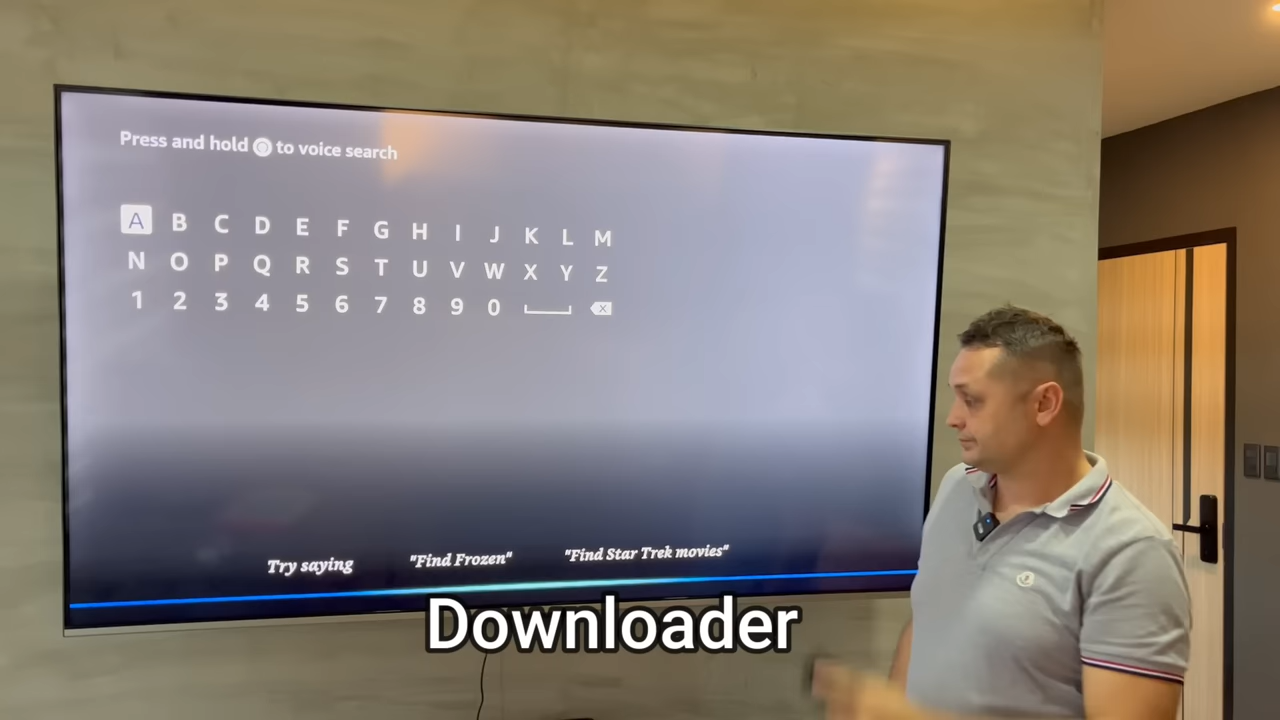 Press and hold to voice search
A B C D E F G H I J K L M
N O P Q R S T U V W X Y Z
1 2 3 4 5 6 7 8 9 0
Try saying "Find Frozen" "Find Star Trek movies"
Downloader